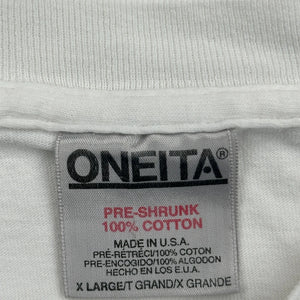 ONEITA®
PRE-SHRUNK
100% COTTON
MADE IN U.S.A.
PRÉ-RÉTRÉCI/100% COTON
PRE-ENCOGIDO/100% ALGODON
HECHO EN LOS E.U.A.
X LARGE/T GRAND/X GRANDE